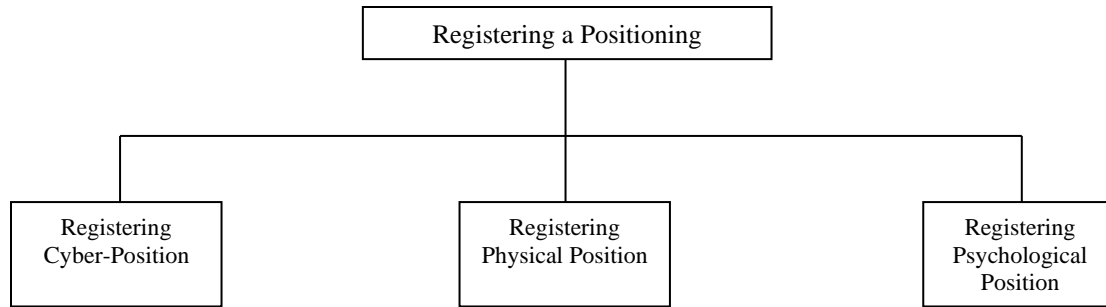 Registering a Positioning
Registering
Cyber-Position
Registering
Physical Position
Registering
Psychological
Position